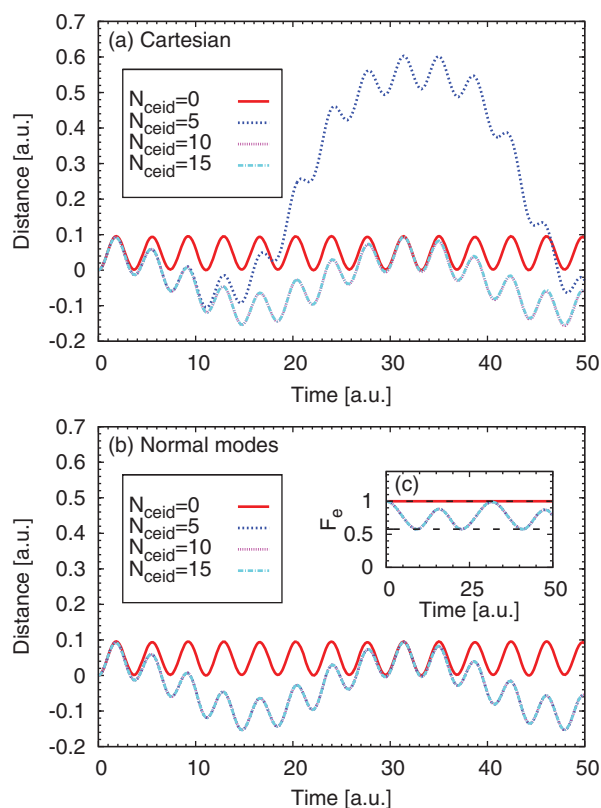 (a) Cartesian
N_ceid=0
N_ceid=5
N_ceid=10
N_ceid=15
Distance [a.u.]
0.7
0.6
0.5
0.4
0.3
0.2
0.1
0
-0.1
-0.2
0 10 20 30 40 50
Time [a.u.]
(b) Normal modes
N_ceid=0
N_ceid=5
N_ceid=10
N_ceid=15
Distance [a.u.]
0.7
0.6
0.5
0.4
0.3
0.2
0.1
0
-0.1
-0.2
(c)
F_e
1
0.5
0
0 25 50
Time [a.u.]
0 10 20 30 40 50
Time [a.u.]